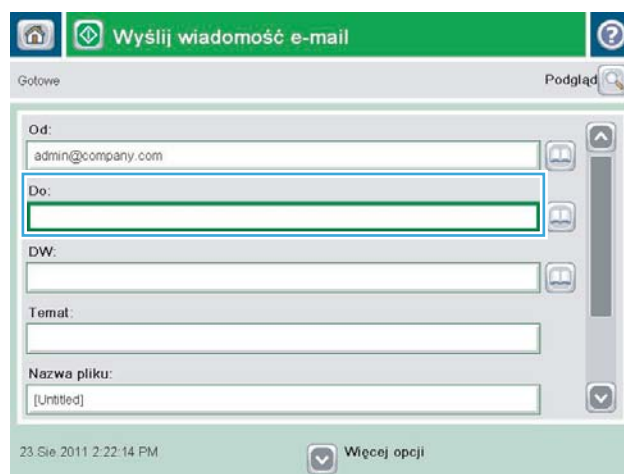 Wyślij wiadomość e-mail
?
Gotowe
Podgląd
Od:
admin@company.com
Do:
DW:
Temat:
Nazwa pliku:
[Untitled]
23 Sie 2011 2:22:14 PM
Więcej opcji